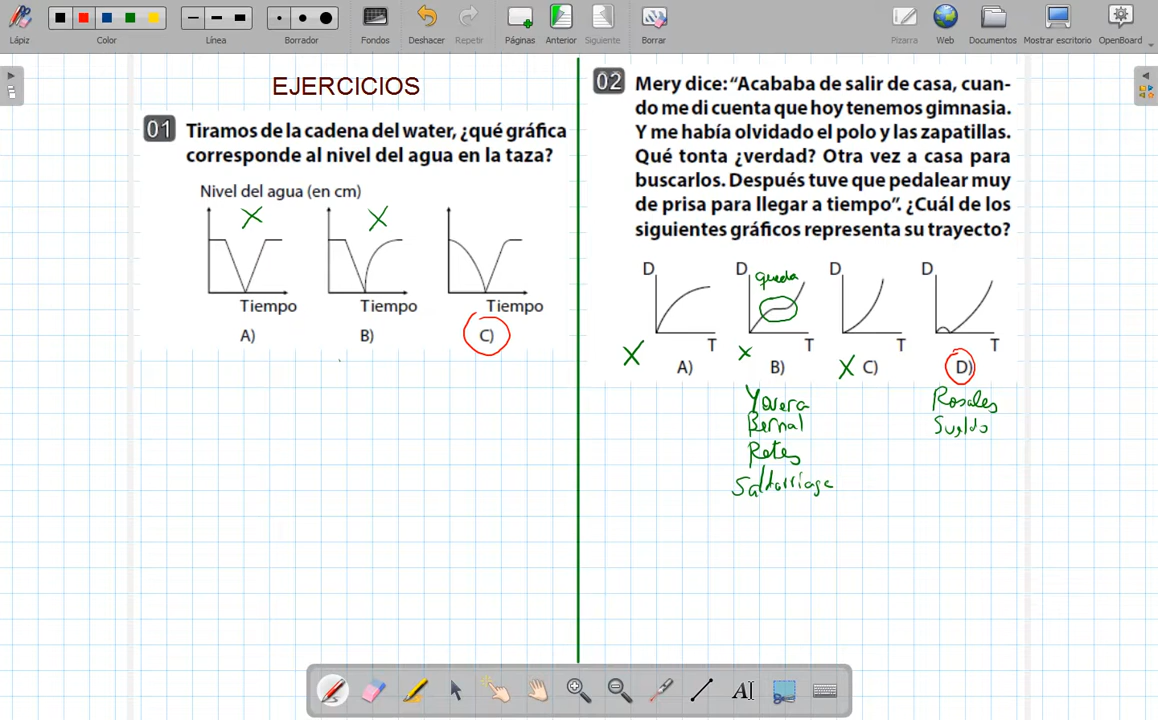 Lápiz
Color
Línea
Borrador
Fondos
Deshacer
Repetir
Páginas
Anterior
Siguiente
Borrar
Pizarra
Web
Documentos
Mostrar escritorio
OpenBoard
EJERCICIOS
01
Tiramos de la cadena del water, ¿qué gráfica
corresponde al nivel del agua en la taza?
Nivel del agua (en cm)
X
X
Tiempo
Tiempo
Tiempo
A)
B)
C)
02
Mery dice: “Acababa de salir de casa, cuan-
do me di cuenta que hoy tenemos gimnasia.
Y me había olvidado el polo y las zapatillas.
Qué tonta ¿verdad? Otra vez a casa para
buscarlos. Después tuve que pedalear muy
de prisa para llegar a tiempo”. ¿Cuál de los
siguientes gráficos representa su trayecto?
D
D
D
D
queda
T
T
T
T
X
A)
X
B)
X
C)
D)
Yovera
Bernal
Retes
Rosales
Sueldo
AI